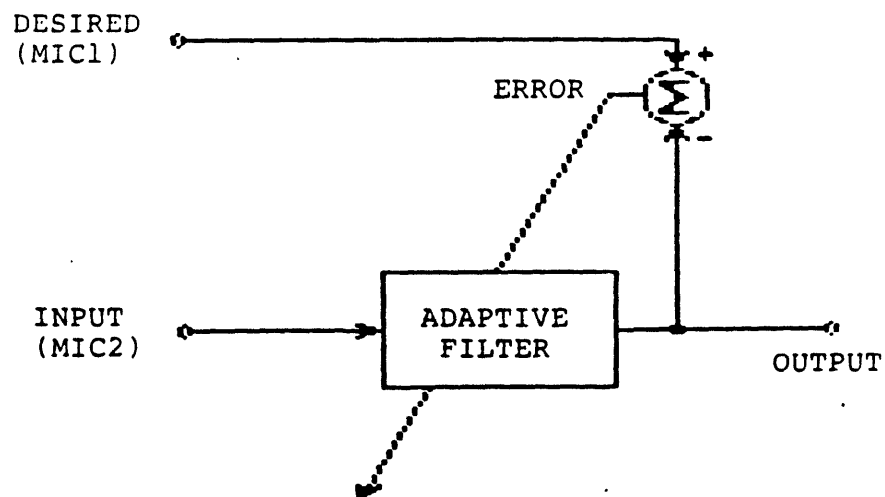 DESIRED
(MIC1)
+
ERROR
Σ
-
INPUT
(MIC2)
ADAPTIVE
FILTER
OUTPUT